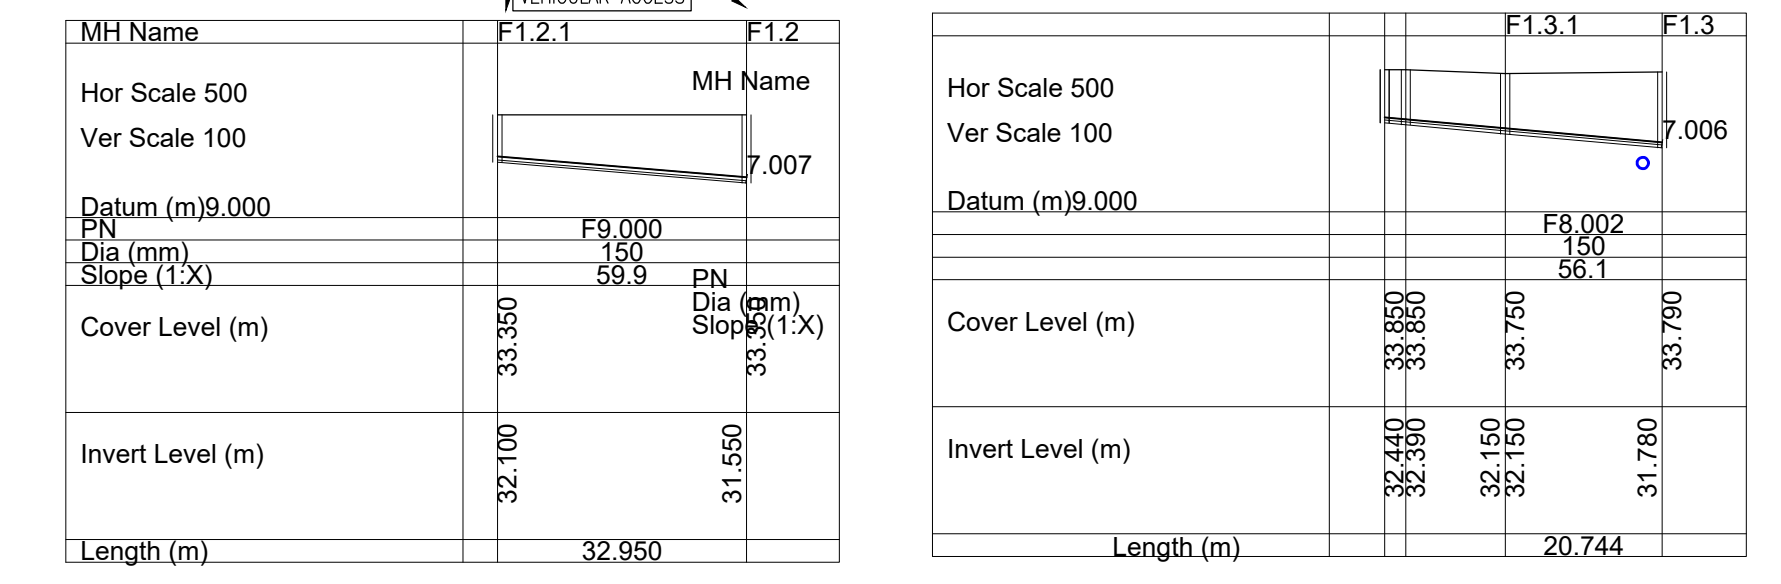 VEHICULAR ACCESS
MH Name F1.2.1 F1.2
MH Name
Hor Scale 500
Ver Scale 100
7.007
Datum (m)9.000
PN F9.000
Dia (mm) 150
Slope (1:X) 59.9
PN
Dia (mm)
Slope (1:X)
Cover Level (m) 33.350 33.350
Invert Level (m) 32.100 31.550
Length (m) 32.950
F1.3.1 F1.3
Hor Scale 500
Ver Scale 100
7.006
Datum (m)9.000
F8.002
150
56.1
Cover Level (m) 33.850 33.850 33.750 33.790
Invert Level (m) 32.440 32.390 32.150 32.150 31.780
Length (m) 20.744